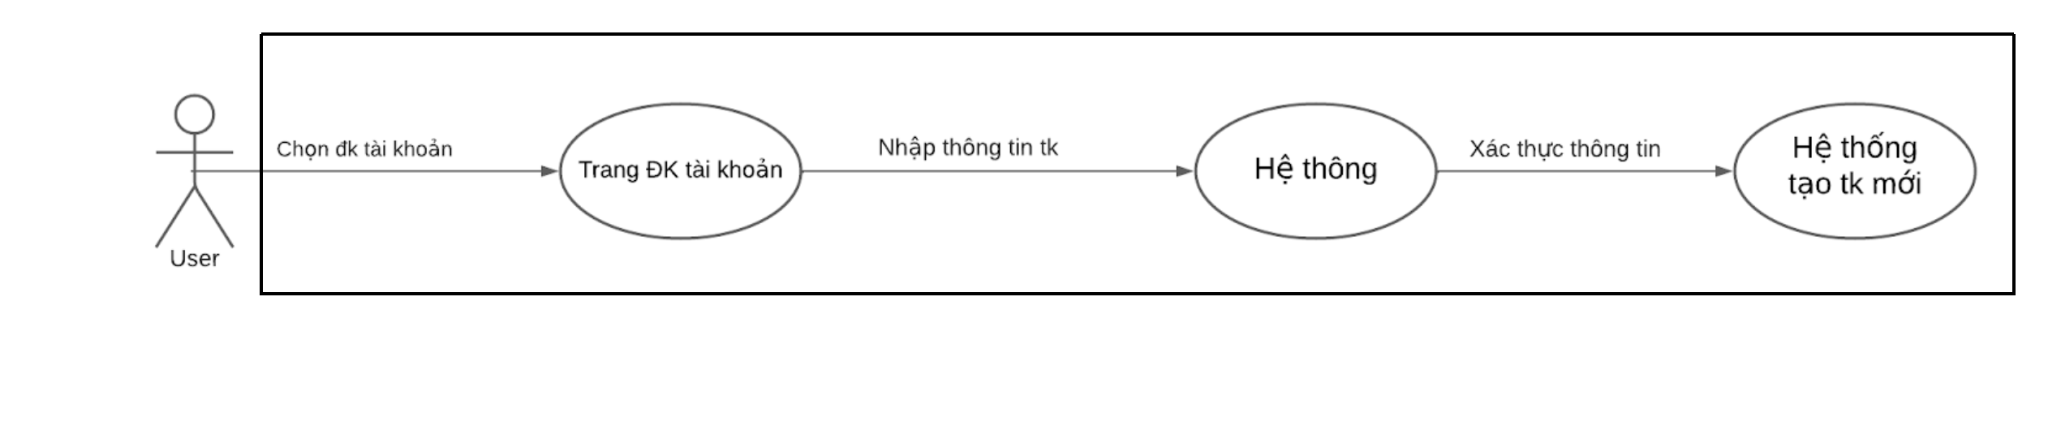 Chọn đk tài khoản
Trang ĐK tài khoản
Nhập thông tin tk
Hệ thông
Xác thực thông tin
Hệ thống
tạo tk mới
User